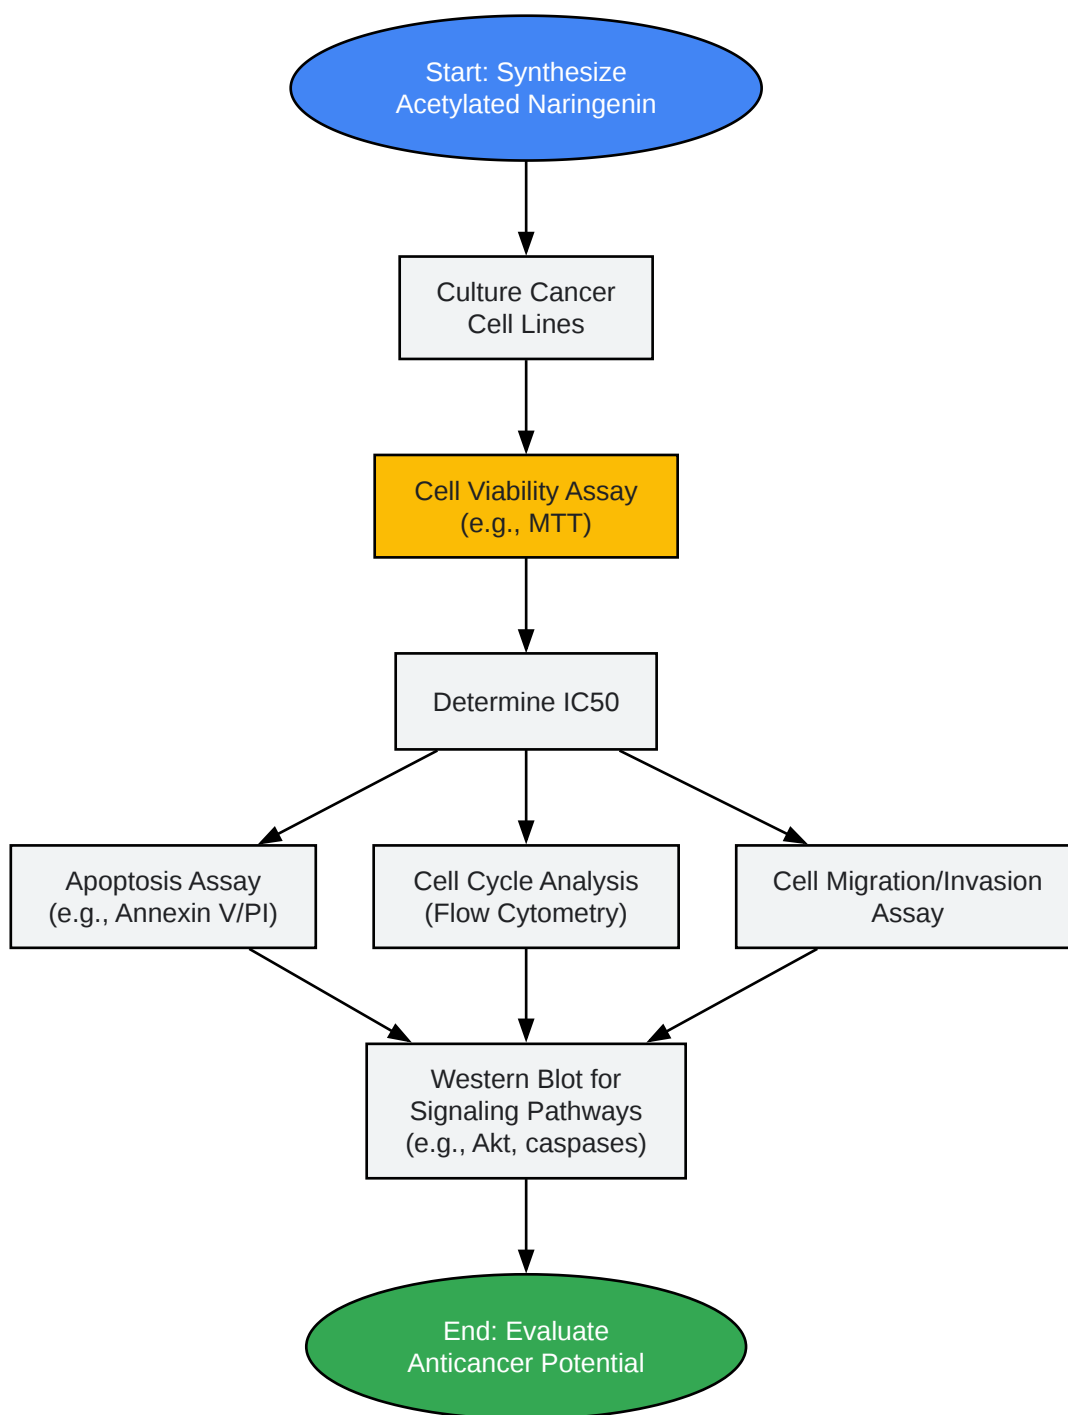 Start: Synthesize
Acetylated Naringenin
Culture Cancer
Cell Lines
Cell Viability Assay
(e.g., MTT)
Determine IC50
Apoptosis Assay
(e.g., Annexin V/PI)
Cell Cycle Analysis
(Flow Cytometry)
Cell Migration/Invasion
Assay
Western Blot for
Signaling Pathways
(e.g., Akt, caspases)
End: Evaluate
Anticancer Potential